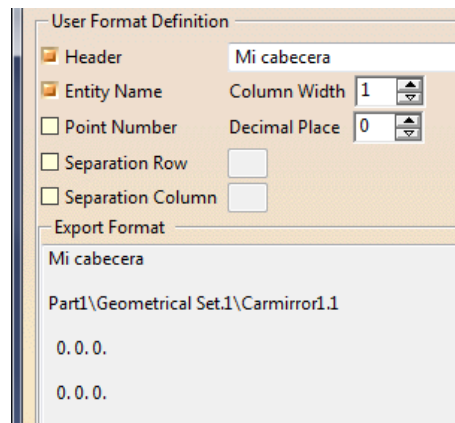 User Format Definition
Header Mi cabecera
Entity Name Column Width 1
Point Number Decimal Place 0
Separation Row
Separation Column
Export Format
Mi cabecera
Part1\Geometrical Set.1\Carmirror1.1
0. 0. 0.
0. 0. 0.